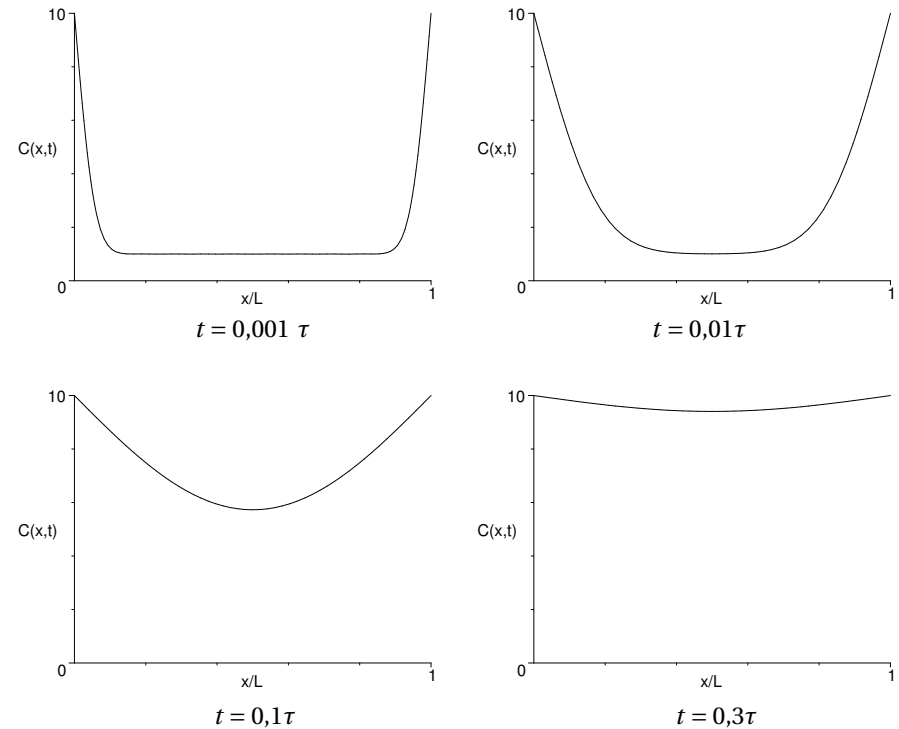 10
C(x,t)
0
x/L
1
t = 0,001 τ
10
C(x,t)
0
x/L
1
t = 0,01τ
10
C(x,t)
0
x/L
1
t = 0,1τ
10
C(x,t)
0
x/L
1
t = 0,3τ